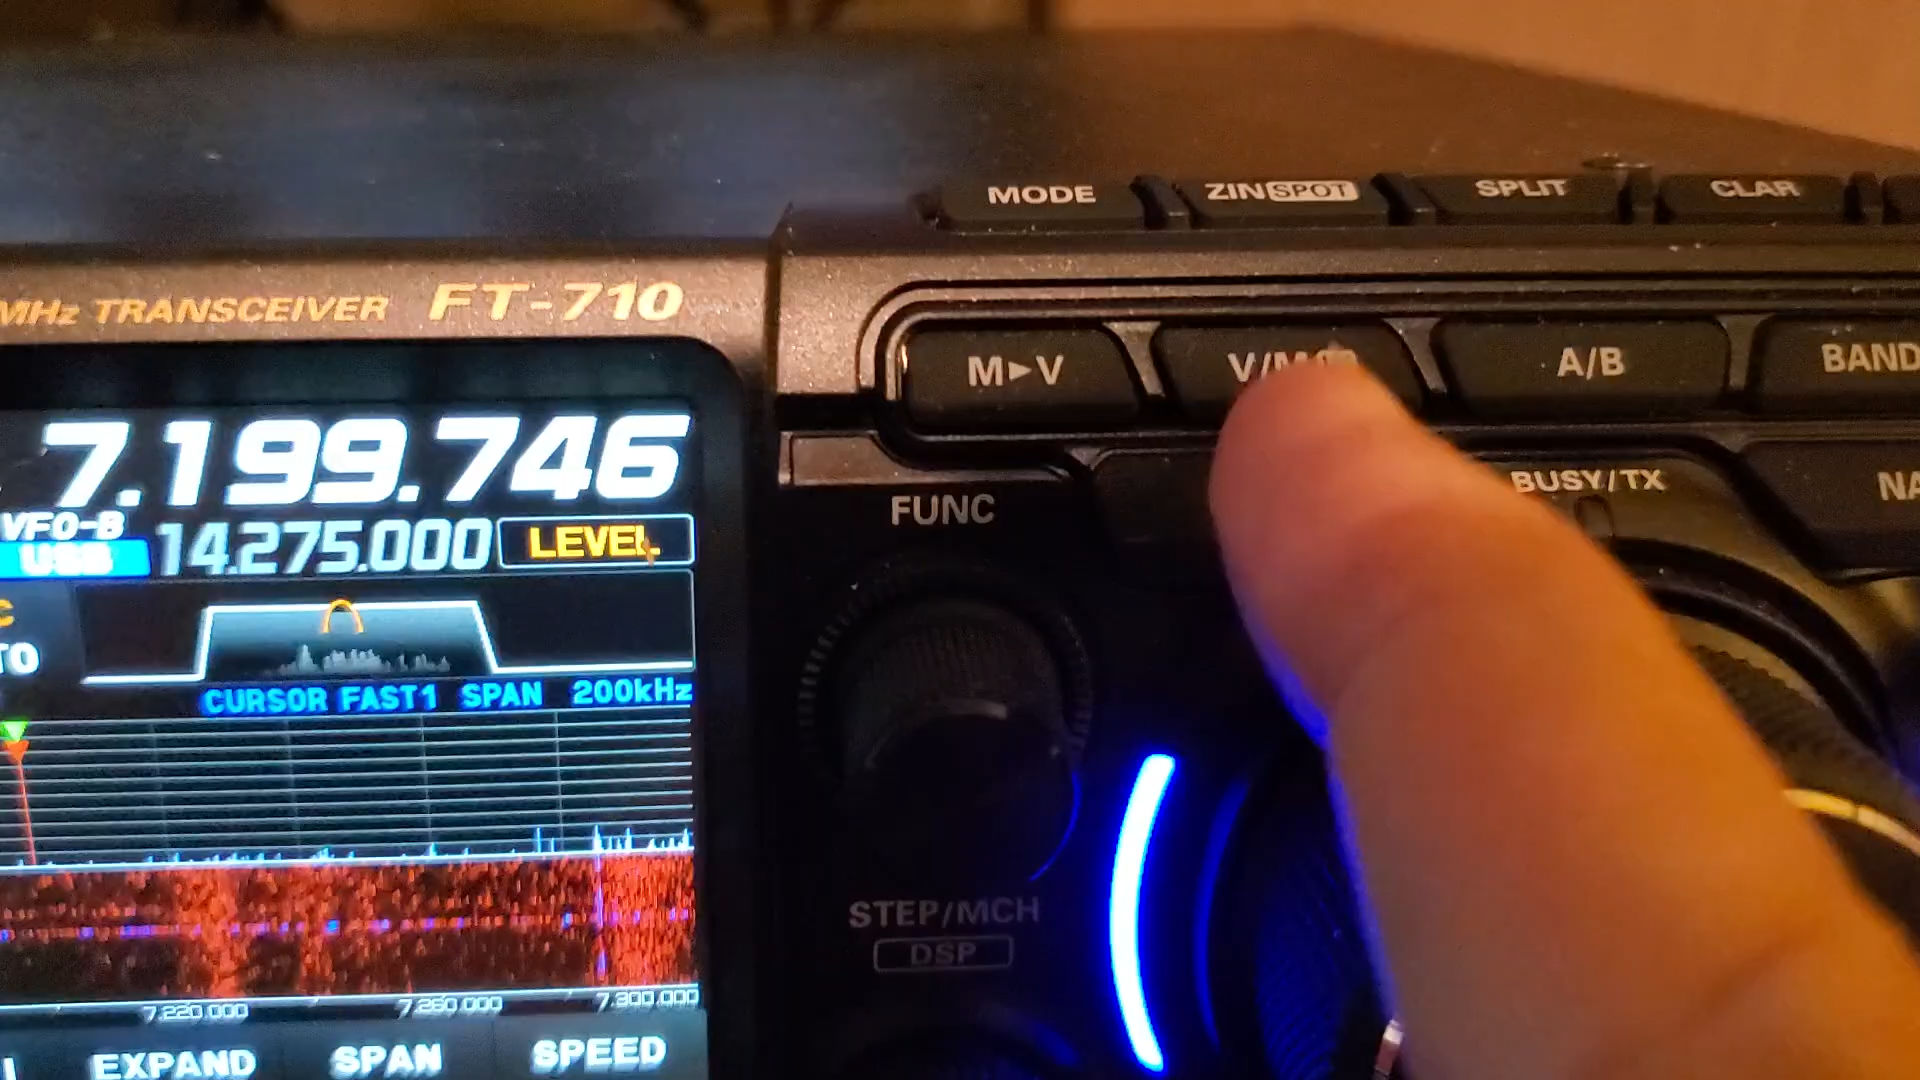 MODE ZIN SPOT SPLIT CLAR
MHz TRANSCEIVER FT-710
M►V V/M A/B BAND
7.199.746
VFO-B
USB 14.275.000 LEVEL
FUNC
BUSY/TX
NA
C
TO
CURSOR FAST1 SPAN 200kHz
STEP/MCH
DSP
7.220.000 7.260.000 7.300.000
EXPAND SPAN SPEED